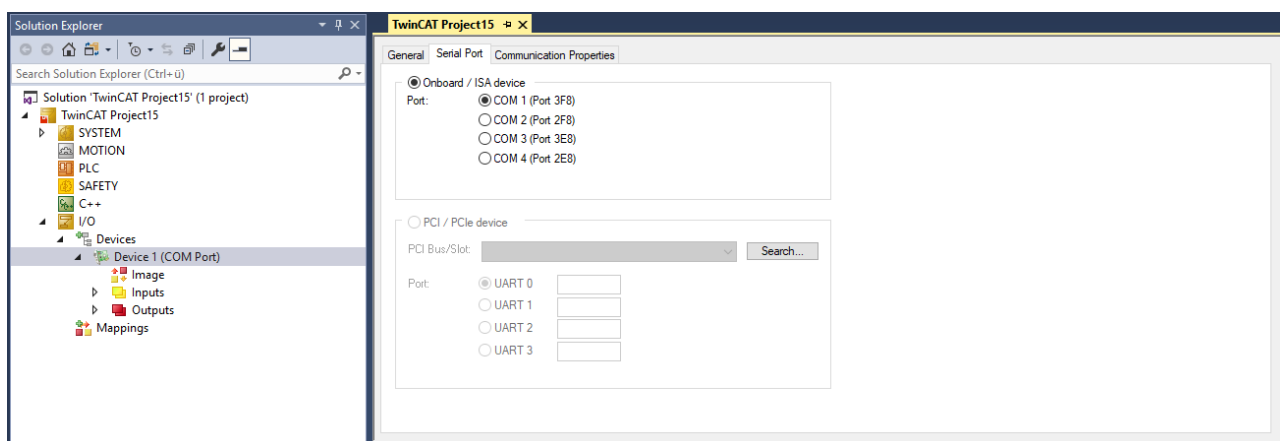 Solution Explorer
Search Solution Explorer (Ctrl+ü)
Solution 'TwinCAT Project15' (1 project)
TwinCAT Project15
SYSTEM
MOTION
PLC
SAFETY
C++
I/O
Devices
Device 1 (COM Port)
Image
Inputs
Outputs
Mappings
TwinCAT Project15
General Serial Port Communication Properties
Onboard / ISA device
Port: COM 1 (Port 3F8)
COM 2 (Port 2F8)
COM 3 (Port 3E8)
COM 4 (Port 2E8)
PCI / PCIe device
PCI Bus/Slot: Search...
Port: UART 0
UART 1
UART 2
UART 3